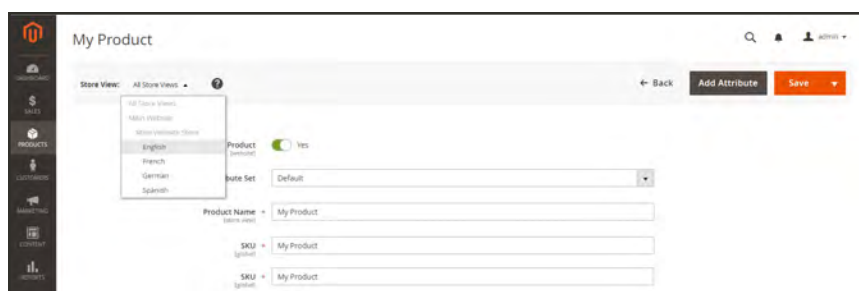 My Product
admin
DASHBOARD
SALES
PRODUCTS
CUSTOMERS
MARKETING
CONTENT
REPORTS
Store View: All Store Views
← Back
Add Attribute
Save
All Store Views
Main Website
Main Website Store
English
French
German
Spanish
Product
[website]
Yes
bute Set
Default
Product Name *
[store view]
My Product
SKU *
[global]
My Product
SKU *
[global]
My Product